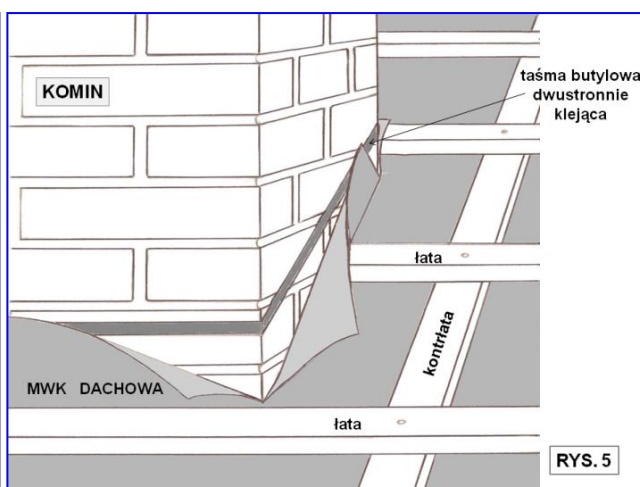 KOMIN
taśma butylowa
dwustronnie
klejąca
łata
kontrłata
MWK DACHOWA
łata
RYS. 5